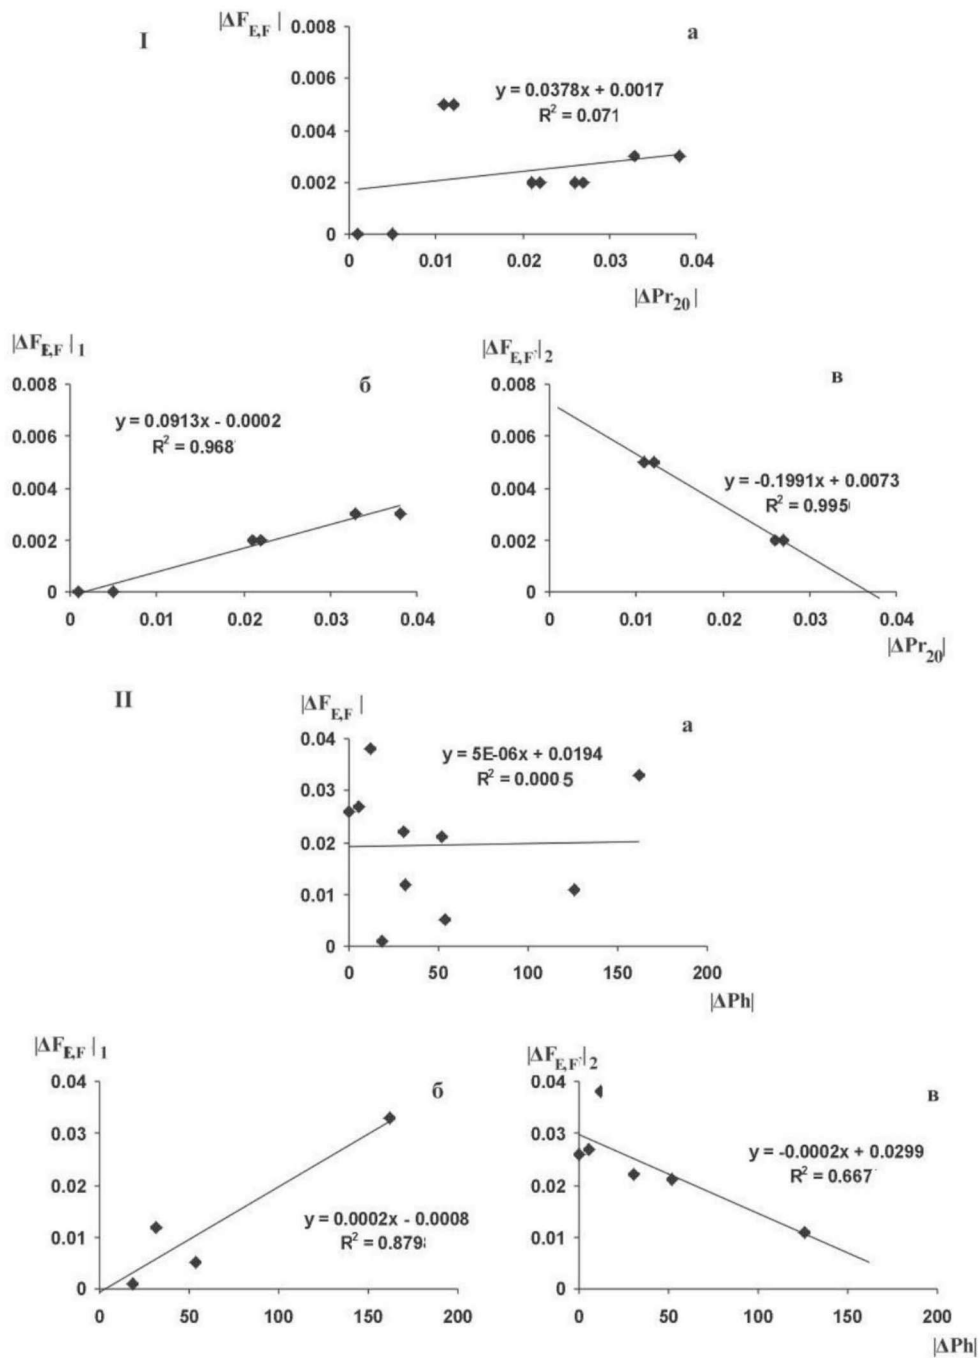 I
|ΔF_E,F|
а
0.008
0.006
0.004
0.002
0
y = 0.0378x + 0.0017
R² = 0.071
0 0.01 0.02 0.03 0.04
|ΔPr₂₀|
|ΔF_E,F|₁
б
0.008
0.006
0.004
0.002
0
y = 0.0913x - 0.0002
R² = 0.968
0 0.01 0.02 0.03 0.04
|ΔF_E,F|₂
в
0.008
0.006
0.004
0.002
0
y = -0.1991x + 0.0073
R² = 0.995
0 0.01 0.02 0.03 0.04
|ΔPr₂₀|
II
|ΔF_E,F|
а
0.04
0.03
0.02
0.01
0
y = 5E-06x + 0.0194
R² = 0.0005
0 50 100 150 200
|ΔPh|
|ΔF_E,F|₁
б
0.04
0.03
0.02
0.01
0
y = 0.0002x - 0.0008
R² = 0.879
0 50 100 150 200
|ΔF_E,F|₂
в
0.04
0.03
0.02
0.01
0
y = -0.0002x + 0.0299
R² = 0.667
0 50 100 150 200
|ΔPh|